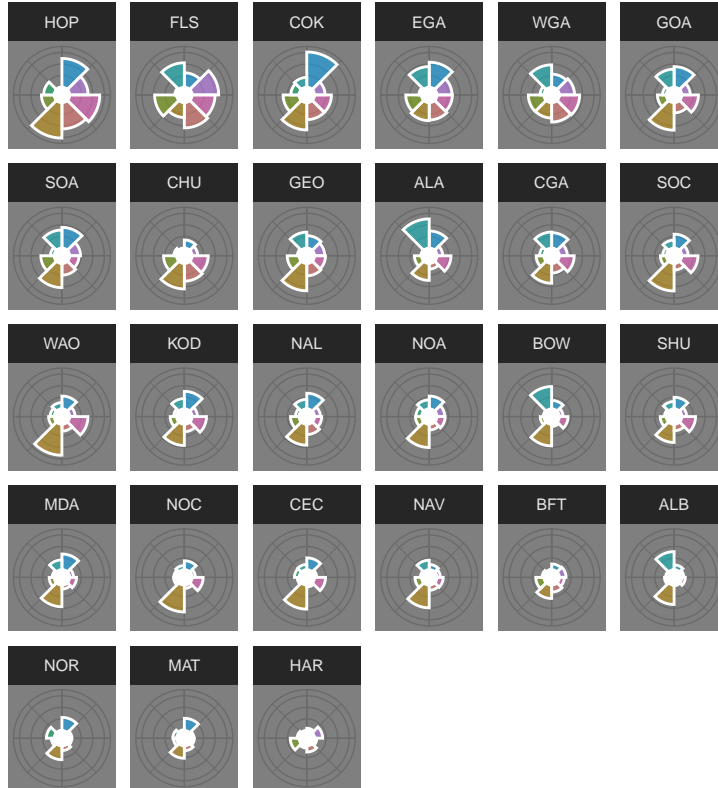 HOP FLS COK EGA WGA GOA
SOA CHU GEO ALA CGA SOC
WAO KOD NAL NOA BOW SHU
MDA NOC CEC NAV BFT ALB
NOR MAT HAR